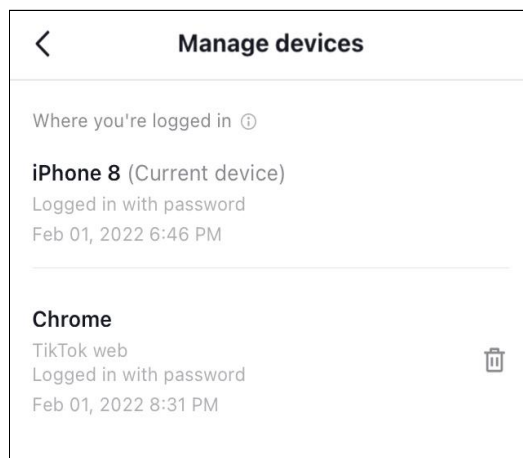 Manage devices
Where you're logged in
iPhone 8 (Current device)
Logged in with password
Feb 01, 2022 6:46 PM
Chrome
TikTok web
Logged in with password
Feb 01, 2022 8:31 PM